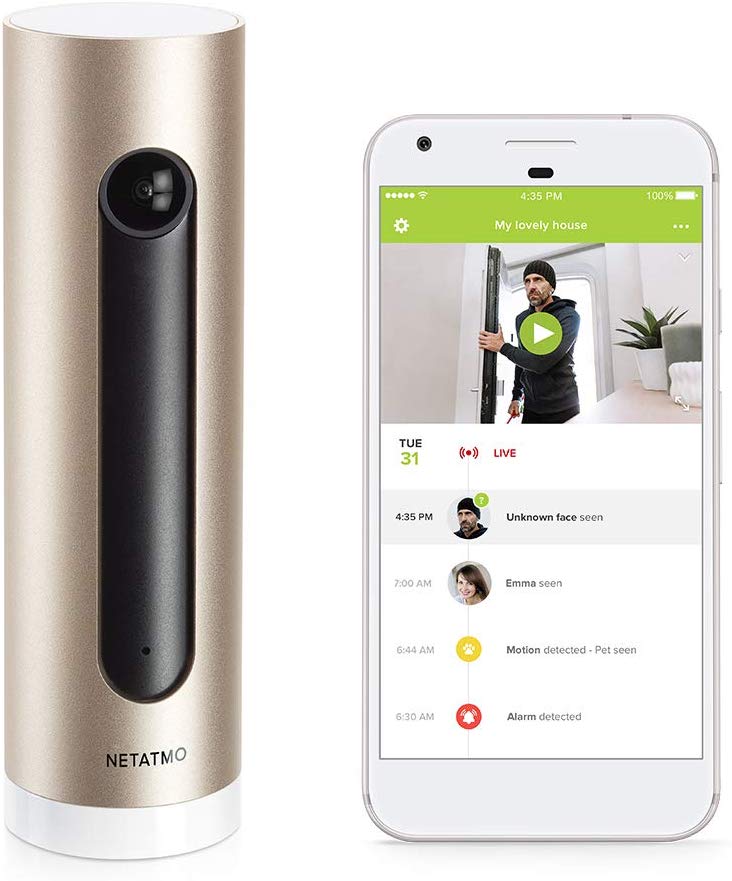 NETATMO
4:35 PM
100%
My lovely house
TUE
31
LIVE
4:35 PM
?
Unknown face seen
7:00 AM
Emma seen
6:44 AM
Motion detected - Pet seen
6:30 AM
Alarm detected